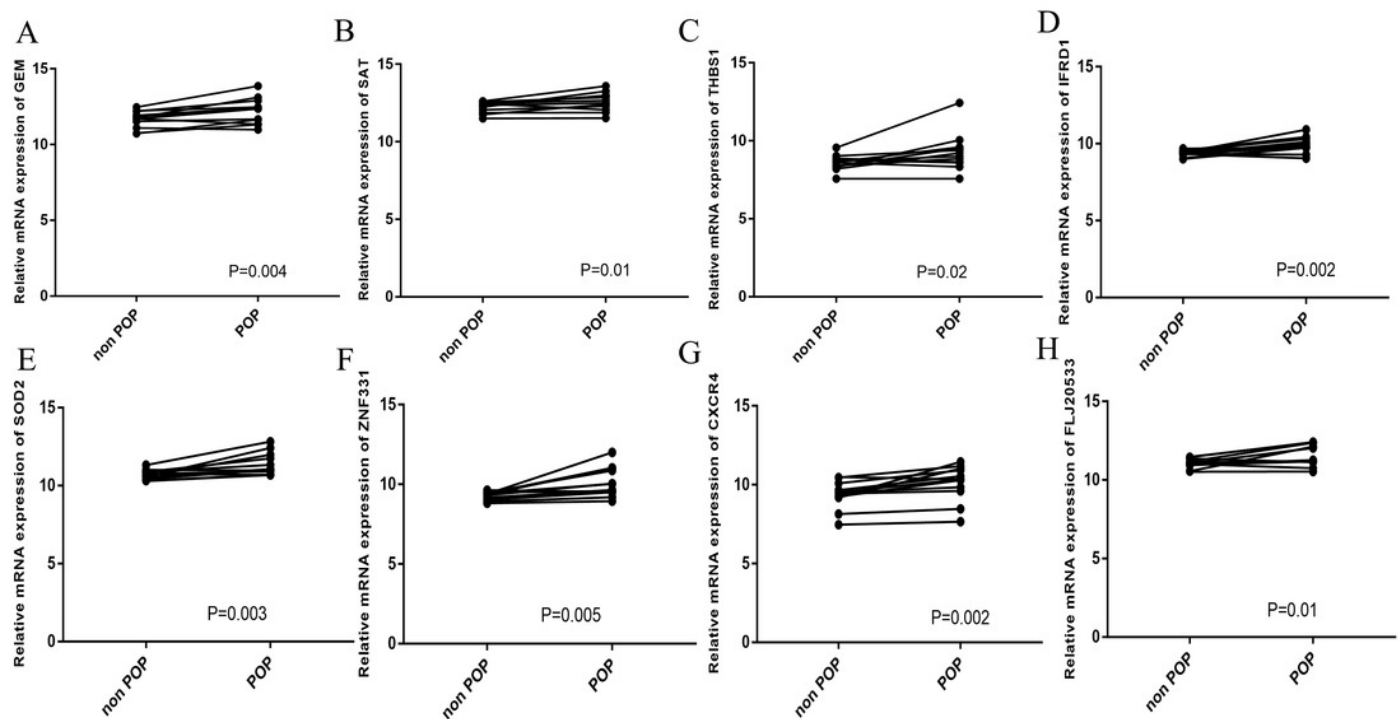 A
Relative mRNA expression of GEM
15
10
5
0
P=0.004
non POP
POP
B
Relative mRNA expression of SAT
15
10
5
0
P=0.01
non POP
POP
C
Relative mRNA expression of THBS1
15
10
5
0
P=0.02
non POP
POP
D
Relative mRNA expression of IFRD1
15
10
5
0
P=0.002
non POP
POP
E
Relative mRNA expression of SOD2
15
10
5
0
P=0.003
non POP
POP
F
Relative mRNA expression of ZNF331
15
10
5
0
P=0.005
non POP
POP
G
Relative mRNA expression of CXCR4
15
10
5
0
P=0.002
non POP
POP
H
Relative mRNA expression of FLJ20533
15
10
5
0
P=0.01
non POP
POP